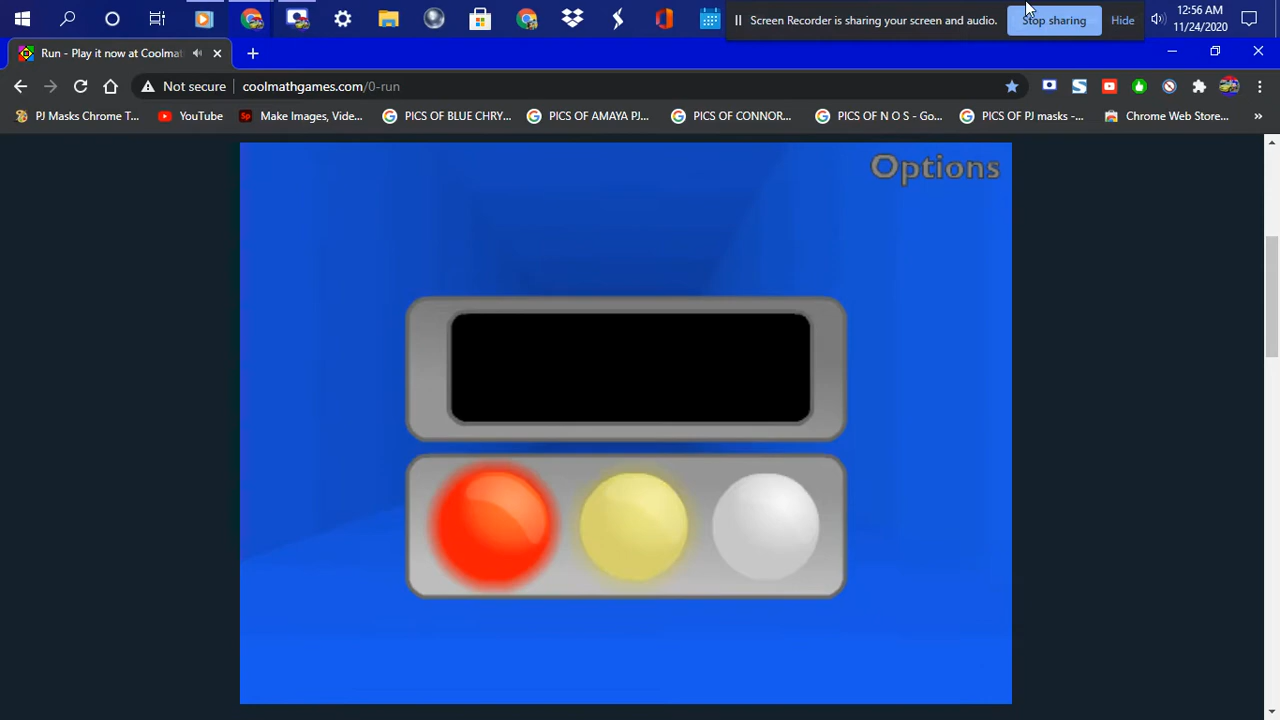 Screen Recorder is sharing your screen and audio.
Stop sharing
Hide
12:56 AM
11/24/2020
Run - Play it now at Coolmat
Not secure
coolmathgames.com/0-run
PJ Masks Chrome T...
YouTube
Make Images, Vide...
PICS OF BLUE CHRY...
PICS OF AMAYA PJ...
PICS OF CONNOR...
PICS OF N O S - Go...
PICS OF PJ masks -...
Chrome Web Store...
Options